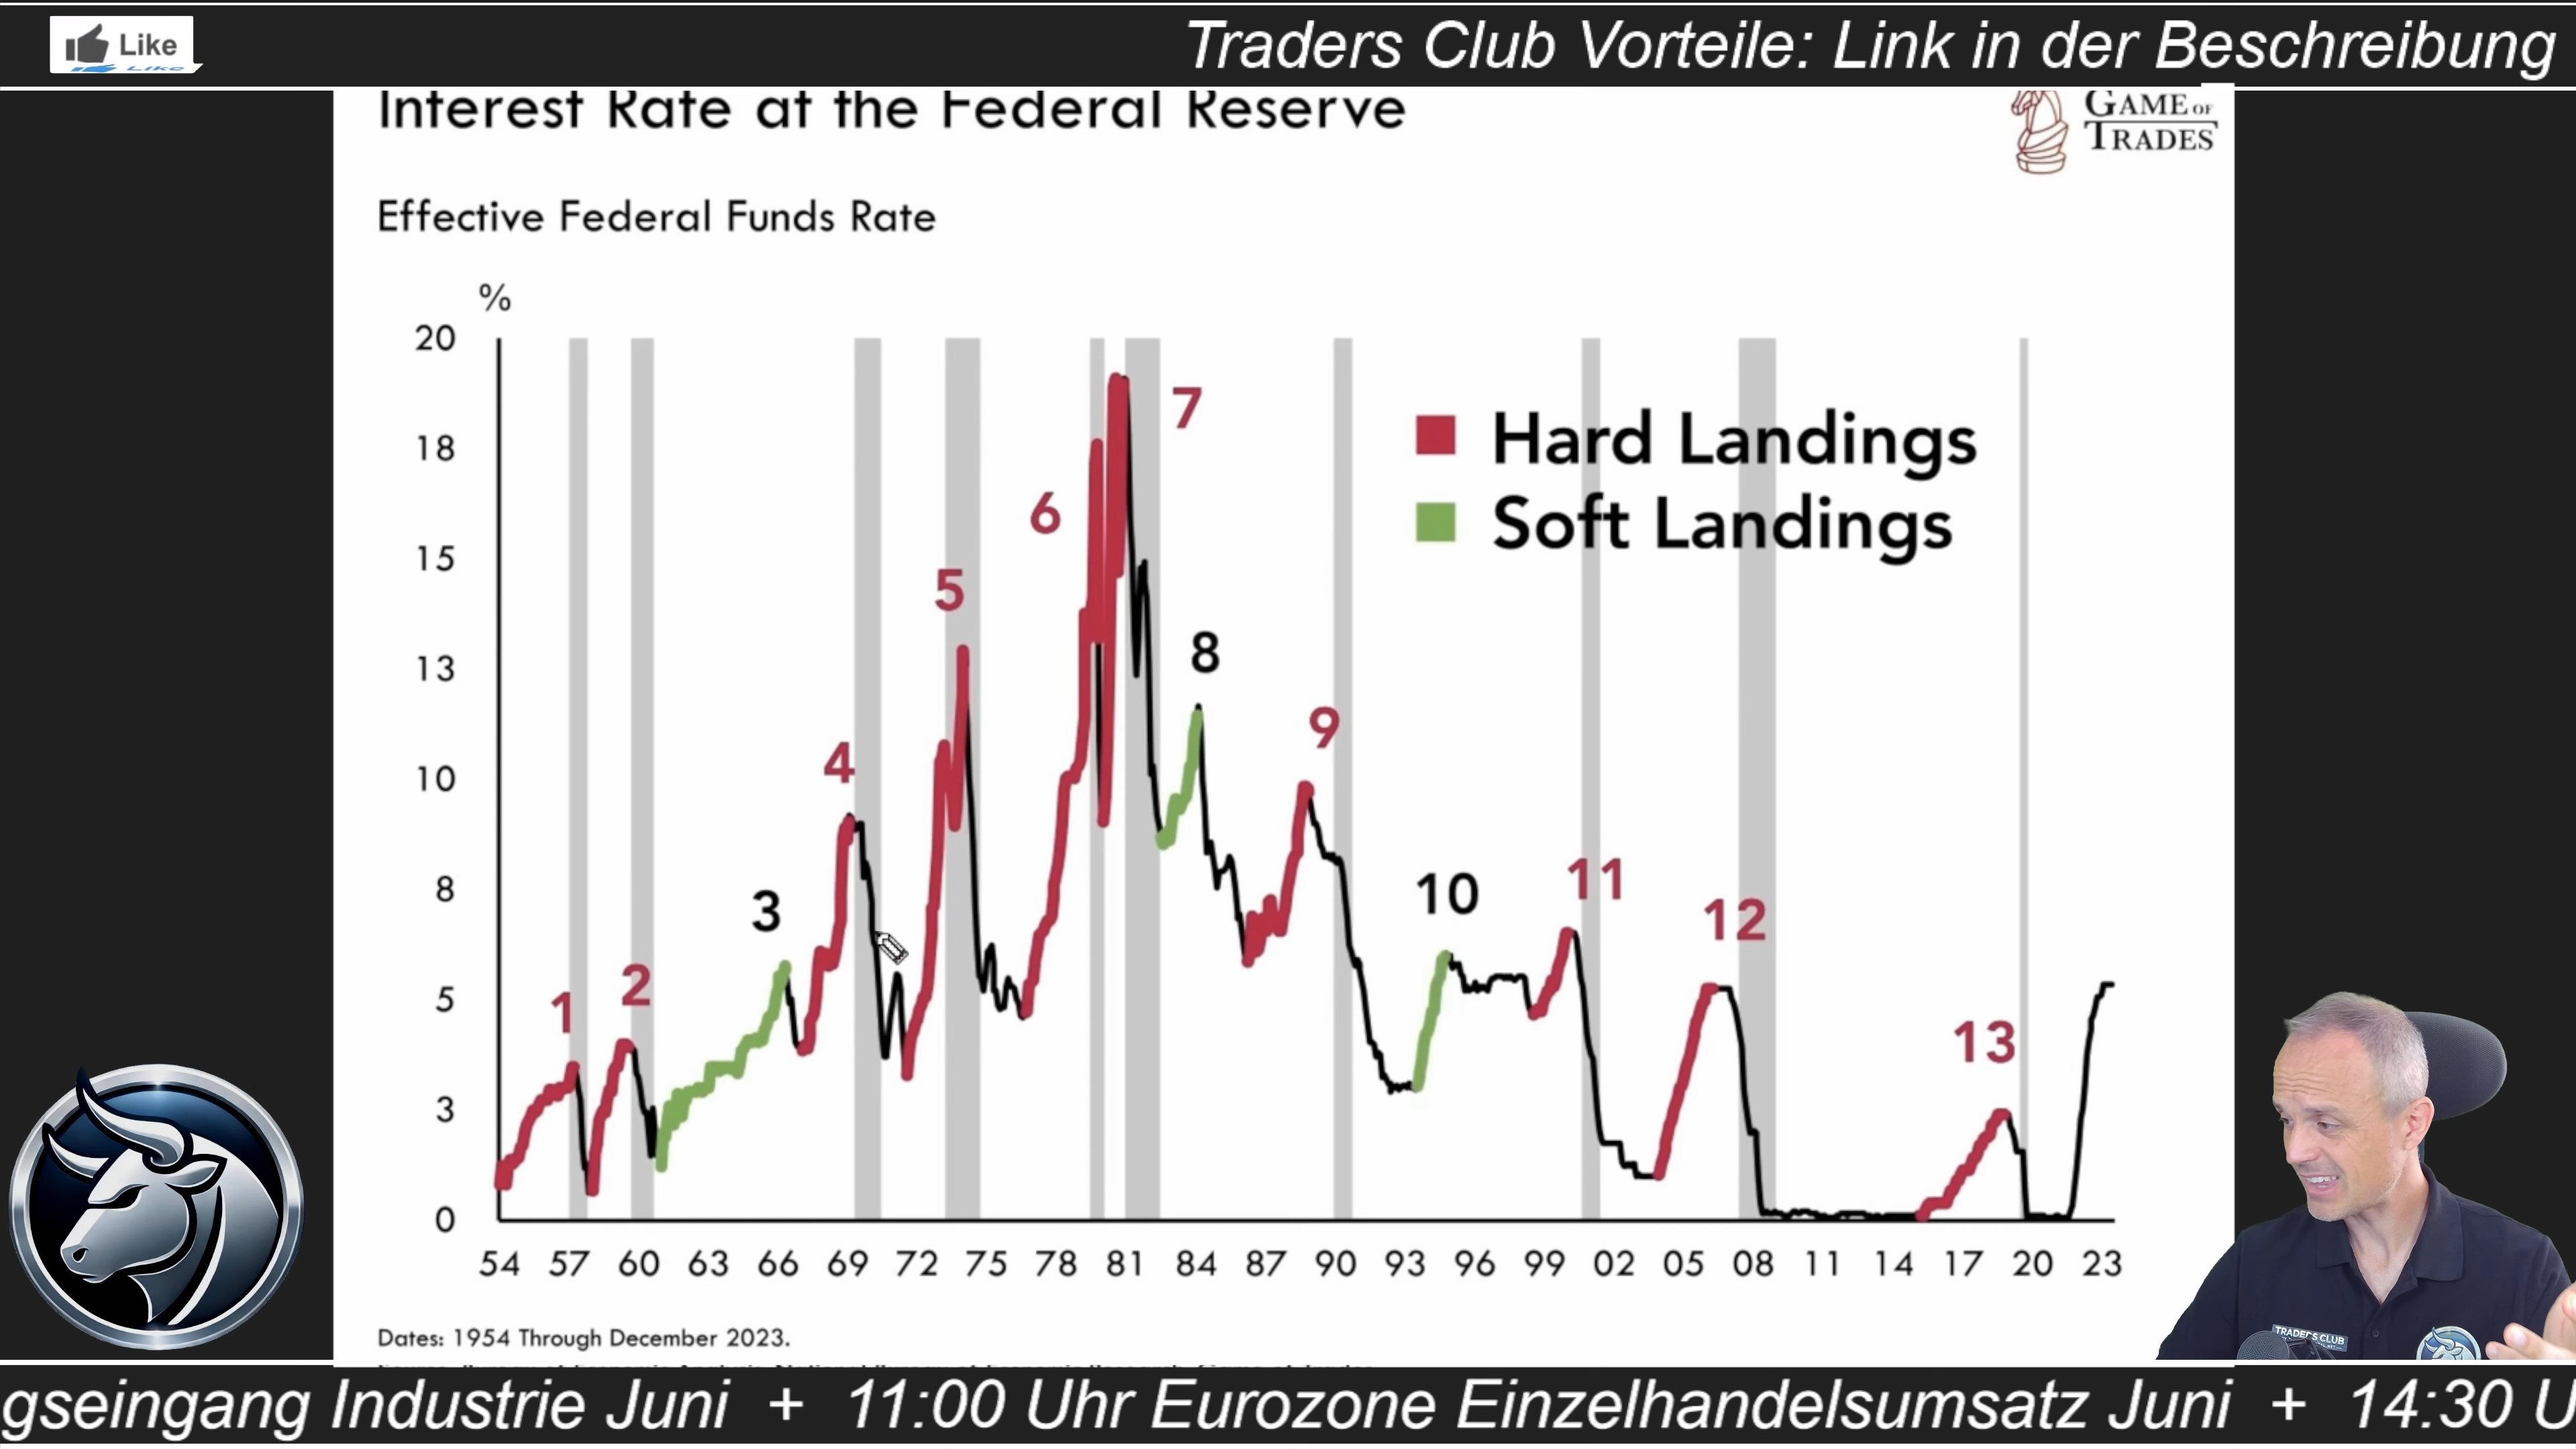 Like
Like
Traders Club Vorteile: Link in der Beschreibung
Interest Rate at the Federal Reserve
GAME OF
TRADES
Effective Federal Funds Rate
%
20
18
15
13
10
8
5
3
0
Hard Landings
Soft Landings
1
2
3
4
5
6
7
8
9
10
11
12
13
54 57 60 63 66 69 72 75 78 81 84 87 90 93 96 99 02 05 08 11 14 17 20 23
Dates: 1954 Through December 2023.
TRADERS CLUB
gseingang Industrie Juni + 11:00 Uhr Eurozone Einzelhandelsumsatz Juni + 14:30 U